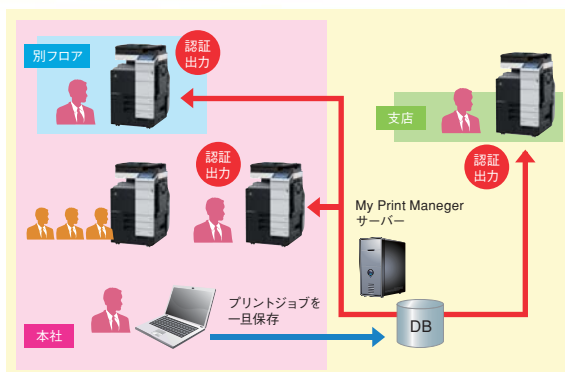 別フロア
認証
出力
支店
認証
出力
認証
出力
My Print Maneger
サーバー
プリントジョブを
一旦保存
DB
本社